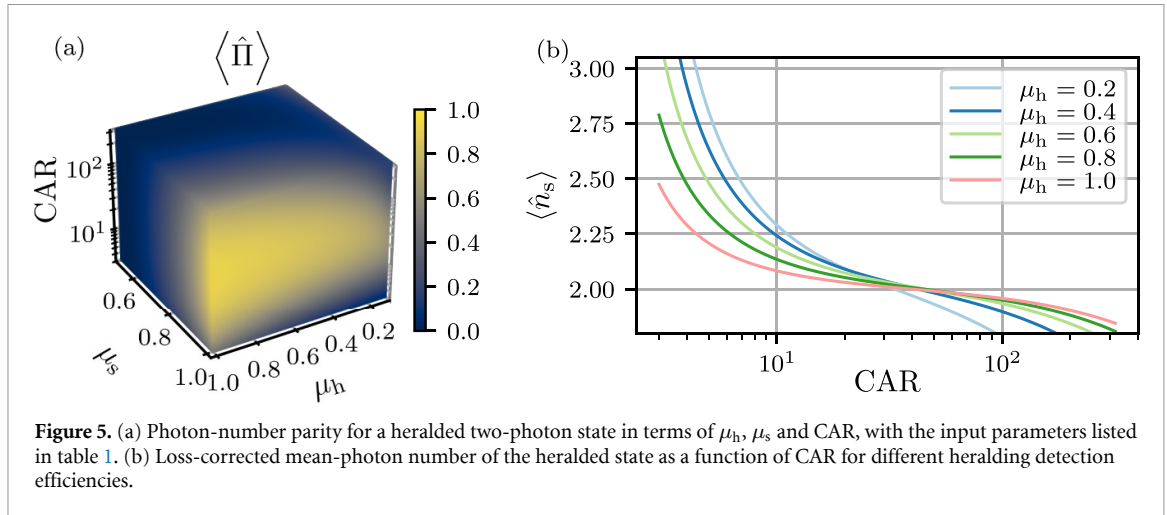 (a)
⟨Π̂⟩
CAR
10²
10¹
0.6
0.8
1.0
μₛ
1.0
0.8
0.6
0.4
0.2
μₕ
1.0
0.8
0.6
0.4
0.2
0.0
(b)
3.00
2.75
2.50
2.25
2.00
⟨n̂ₛ⟩
μₕ = 0.2
μₕ = 0.4
μₕ = 0.6
μₕ = 0.8
μₕ = 1.0
10¹
10²
CAR
Figure 5. (a) Photon-number parity for a heralded two-photon state in terms of μₕ, μₛ and CAR, with the input parameters listed
in table 1. (b) Loss-corrected mean-photon number of the heralded state as a function of CAR for different heralding detection
efficiencies.